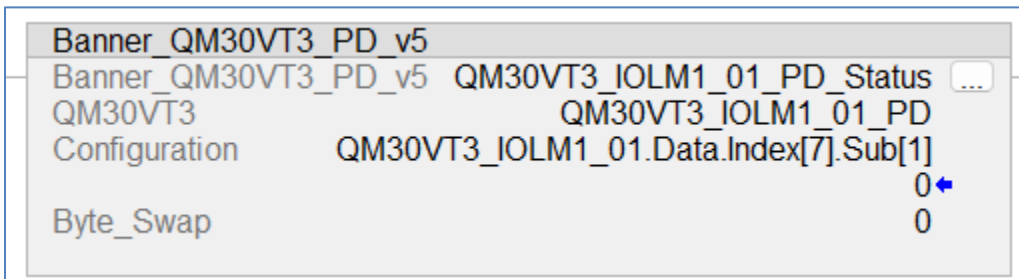 Banner_QM30VT3_PD_v5
Banner_QM30VT3_PD_v5 QM30VT3_IOLM1_01_PD_Status ...
QM30VT3 QM30VT3_IOLM1_01_PD
Configuration QM30VT3_IOLM1_01.Data.Index[7].Sub[1]
0
Byte_Swap 0